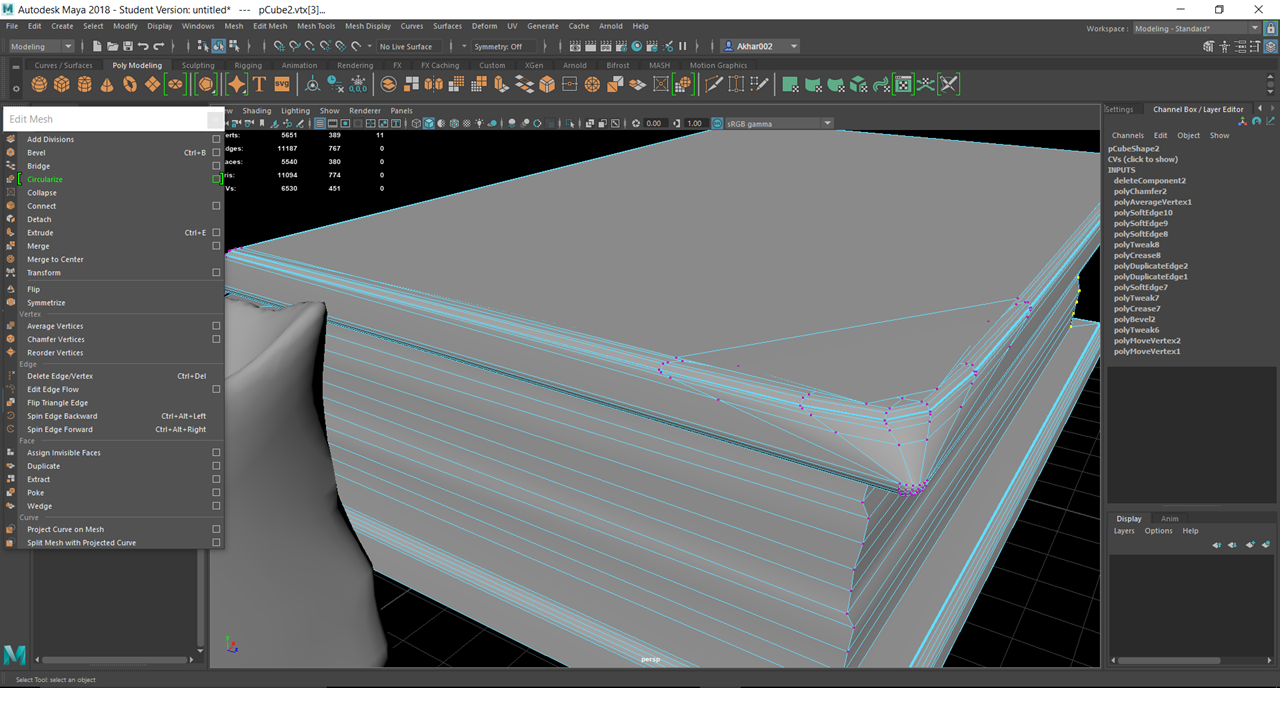 Autodesk Maya 2018 - Student Version: untitled* --- pCube2.vtx[3]...
File Edit Create Select Modify Display Windows Mesh Edit Mesh Mesh Tools Mesh Display Curves Surfaces Deform UV Generate Cache Arnold Help
Workspace: Modeling - Standard*
Modeling No Live Surface Symmetry: Off Akhar002
Curves / Surfaces Poly Modeling Sculpting Rigging Animation Rendering FX FX Caching Custom XGen Arnold Bifrost MASH Motion Graphics
T SVG 0,0,0
Edit Mesh
Add Divisions
Bevel Ctrl+B
Bridge
Circularize
Collapse
Connect
Detach
Extrude Ctrl+E
Merge
Merge to Center
Transform
Flip
Symmetrize
Vertex
Average Vertices
Chamfer Vertices
Reorder Vertices
Edge
Delete Edge/Vertex Ctrl+Del
Edit Edge Flow
Flip Triangle Edge
Spin Edge Backward Ctrl+Alt+Left
Spin Edge Forward Ctrl+Alt+Right
Face
Assign Invisible Faces
Duplicate
Extract
Poke
Wedge
Curve
Project Curve on Mesh
Split Mesh with Projected Curve
ew Shading Lighting Show Renderer Panels
0.00 1.00 sRGB gamma
erts: 5651 389 11
dges: 11187 767 0
aces: 5540 380 0
ris: 11094 774 0
Vs: 6530 451 0
persp
Settings Channel Box / Layer Editor
Channels Edit Object Show
pCubeShape2
CVs (click to show)
INPUTS
deleteComponent2
polyChamfer2
polyAverageVertex1
polySoftEdge10
polySoftEdge9
polySoftEdge8
polyTweak8
polyCrease8
polyDuplicateEdge2
polyDuplicateEdge1
polySoftEdge7
polyTweak7
polyCrease7
polyBevel2
polyTweak6
polyMoveVertex2
polyMoveVertex1
Display Anim
Layers Options Help
Select Tool: select an object